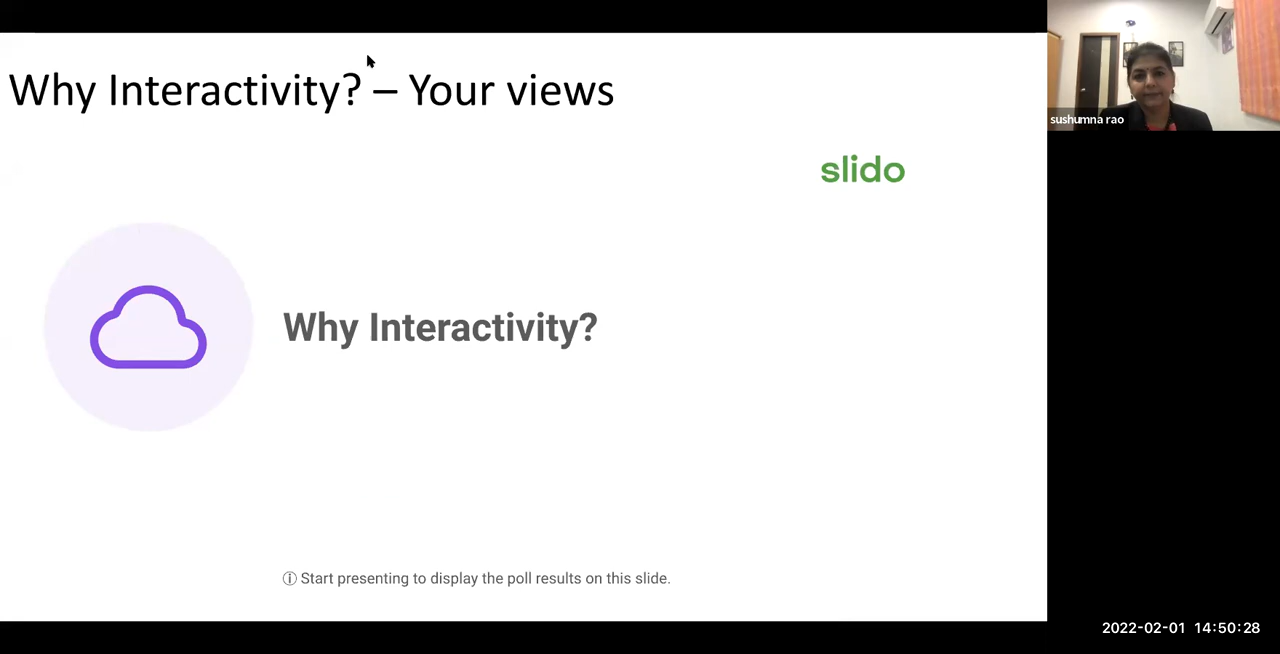 Why Interactivity? – Your views
sushumna rao
slido
Why Interactivity?
ⓘ Start presenting to display the poll results on this slide.
2022-02-01 14:50:28